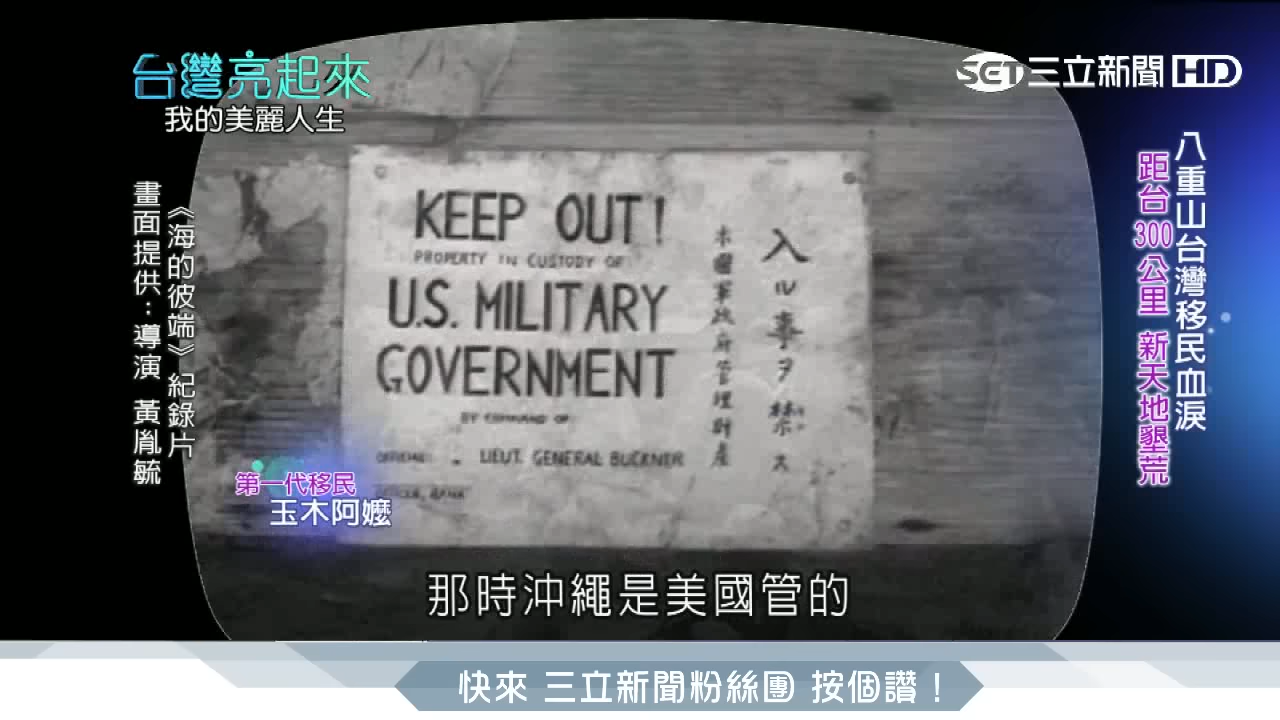 台灣亮起來
我的美麗人生
SET三立新聞HD
八重山台灣移民血淚
距台300公里 新天地墾荒
《海的彼端》紀錄片
畫面提供：導演 黃胤毓
KEEP OUT!
PROPERTY IN CUSTODY OF
U.S. MILITARY
GOVERNMENT
BY COMMAND OF:
LIEUT. GENERAL BUCKNER
入ル事ヲ禁ス
米國軍政府管理財產
第一代移民
玉木阿嬤
那時沖繩是美國管的
快來 三立新聞粉絲團 按個讚！